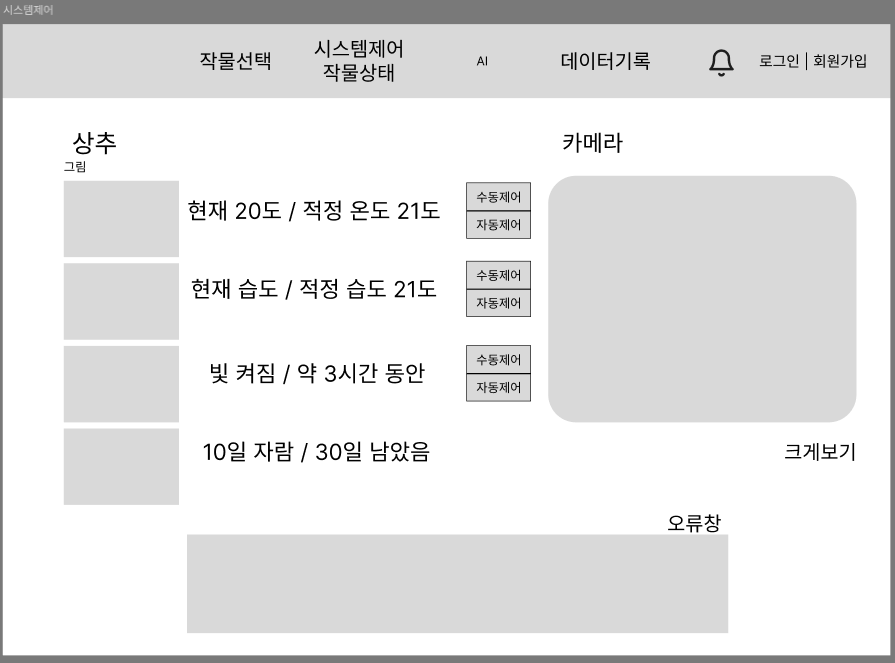 시스템제어
작물선택
시스템제어
작물상태
AI
데이터기록
로그인 | 회원가입
상추
그림
카메라
현재 20도 / 적정 온도 21도
수동제어
자동제어
현재 습도 / 적정 습도 21도
수동제어
자동제어
빛 켜짐 / 약 3시간 동안
수동제어
자동제어
10일 자람 / 30일 남았음
크게보기
오류창